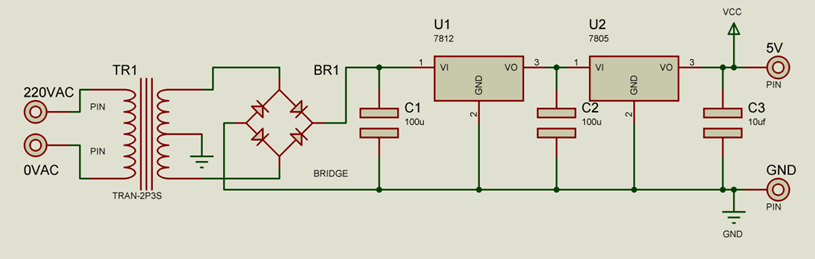 TR1
220VAC
PIN
PIN
0VAC
TRAN-2P3S
BR1
BRIDGE
C1
100u
U1
7812
1
VI
VO
3
GND
2
C2
100u
U2
7805
1
VI
VO
3
GND
2
VCC
C3
10uf
5V
PIN
GND
PIN
GND